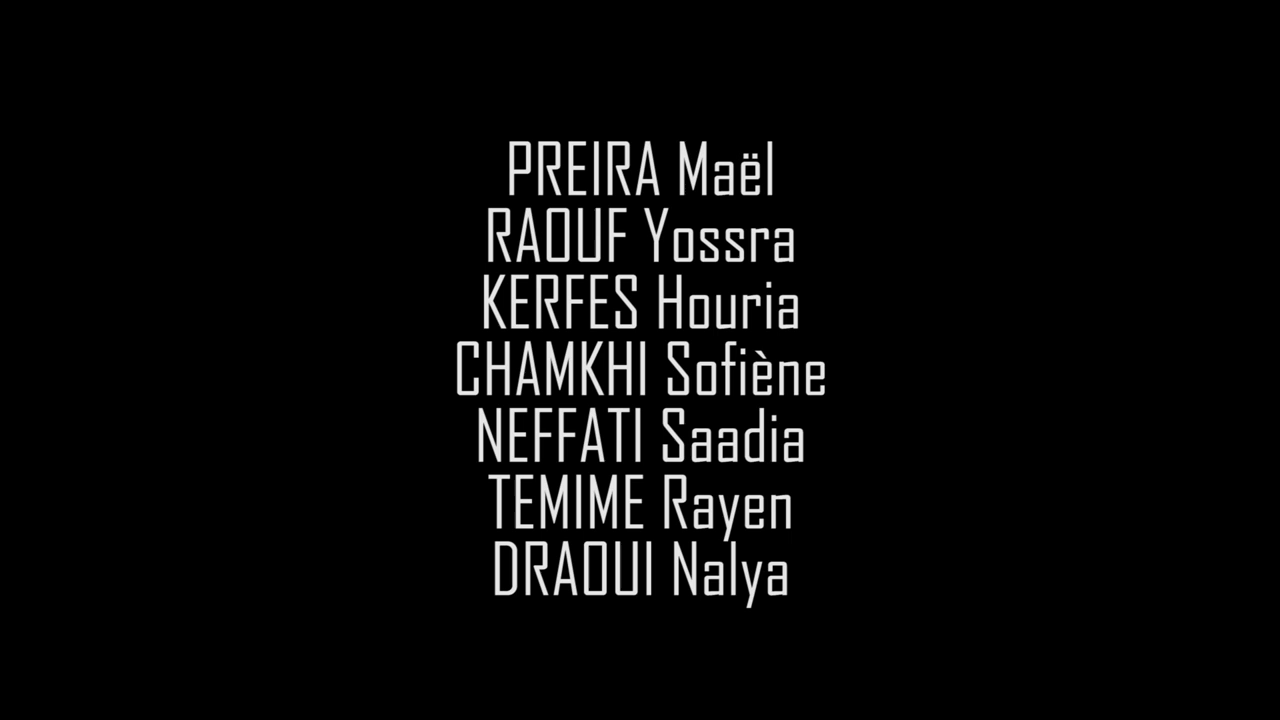 PREIRA Maël
RAOUF Yossra
KERFES Houria
CHAMKHI Sofiène
NEFFATI Saadia
TEMIME Rayen
DRAOUI Nalya